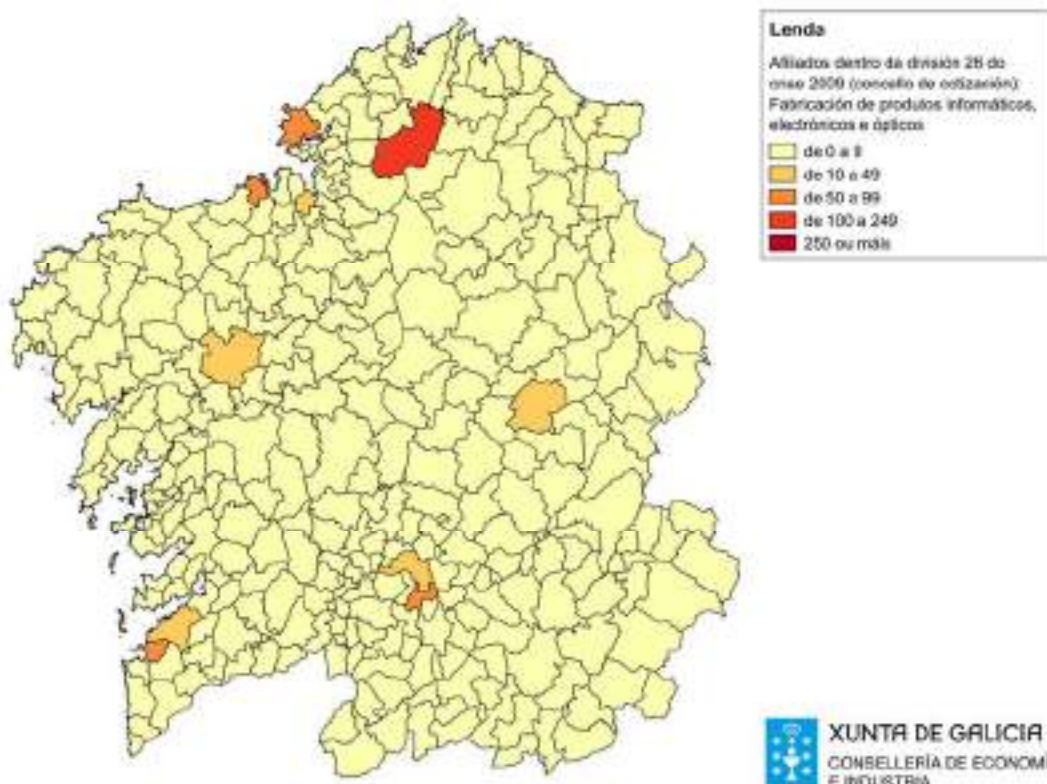 Lenda
Afiliados dentro da división 26 do
cnae 2009 (concello de cotización)
Fabricación de produtos informáticos,
electrónicos e ópticos
de 0 a 9
de 10 a 49
de 50 a 99
de 100 a 249
250 ou máis
XUNTA DE GALICIA
CONSELLERÍA DE ECONOMÍ
E INDUSTRIA